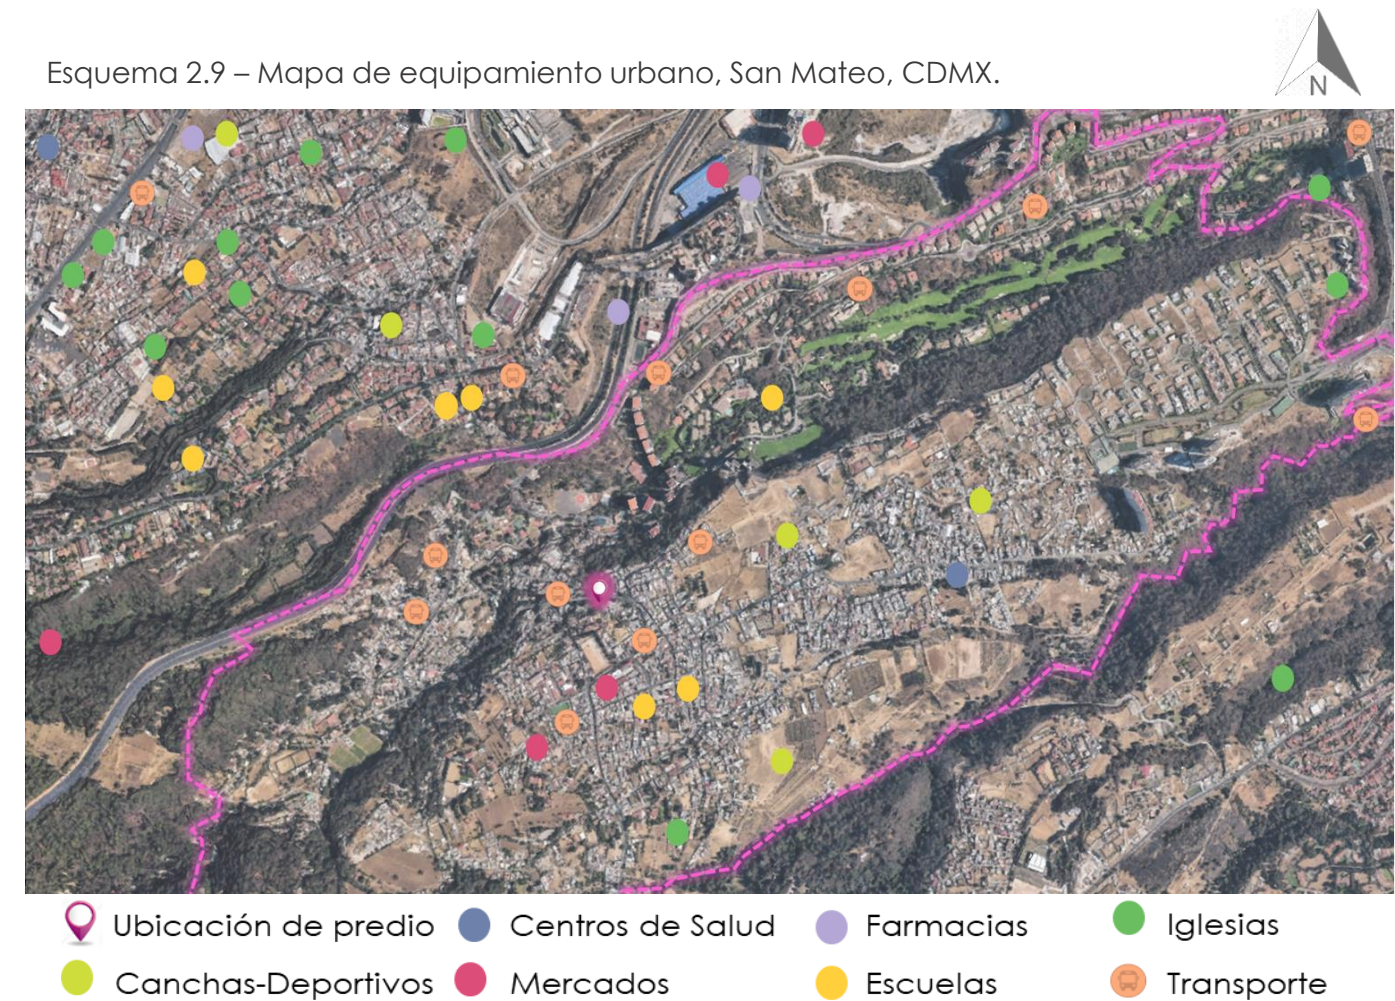 N
Esquema 2.9 – Mapa de equipamiento urbano, San Mateo, CDMX.
Ubicación de predio
Centros de Salud
Farmacias
Iglesias
Canchas-Deportivos
Mercados
Escuelas
Transporte